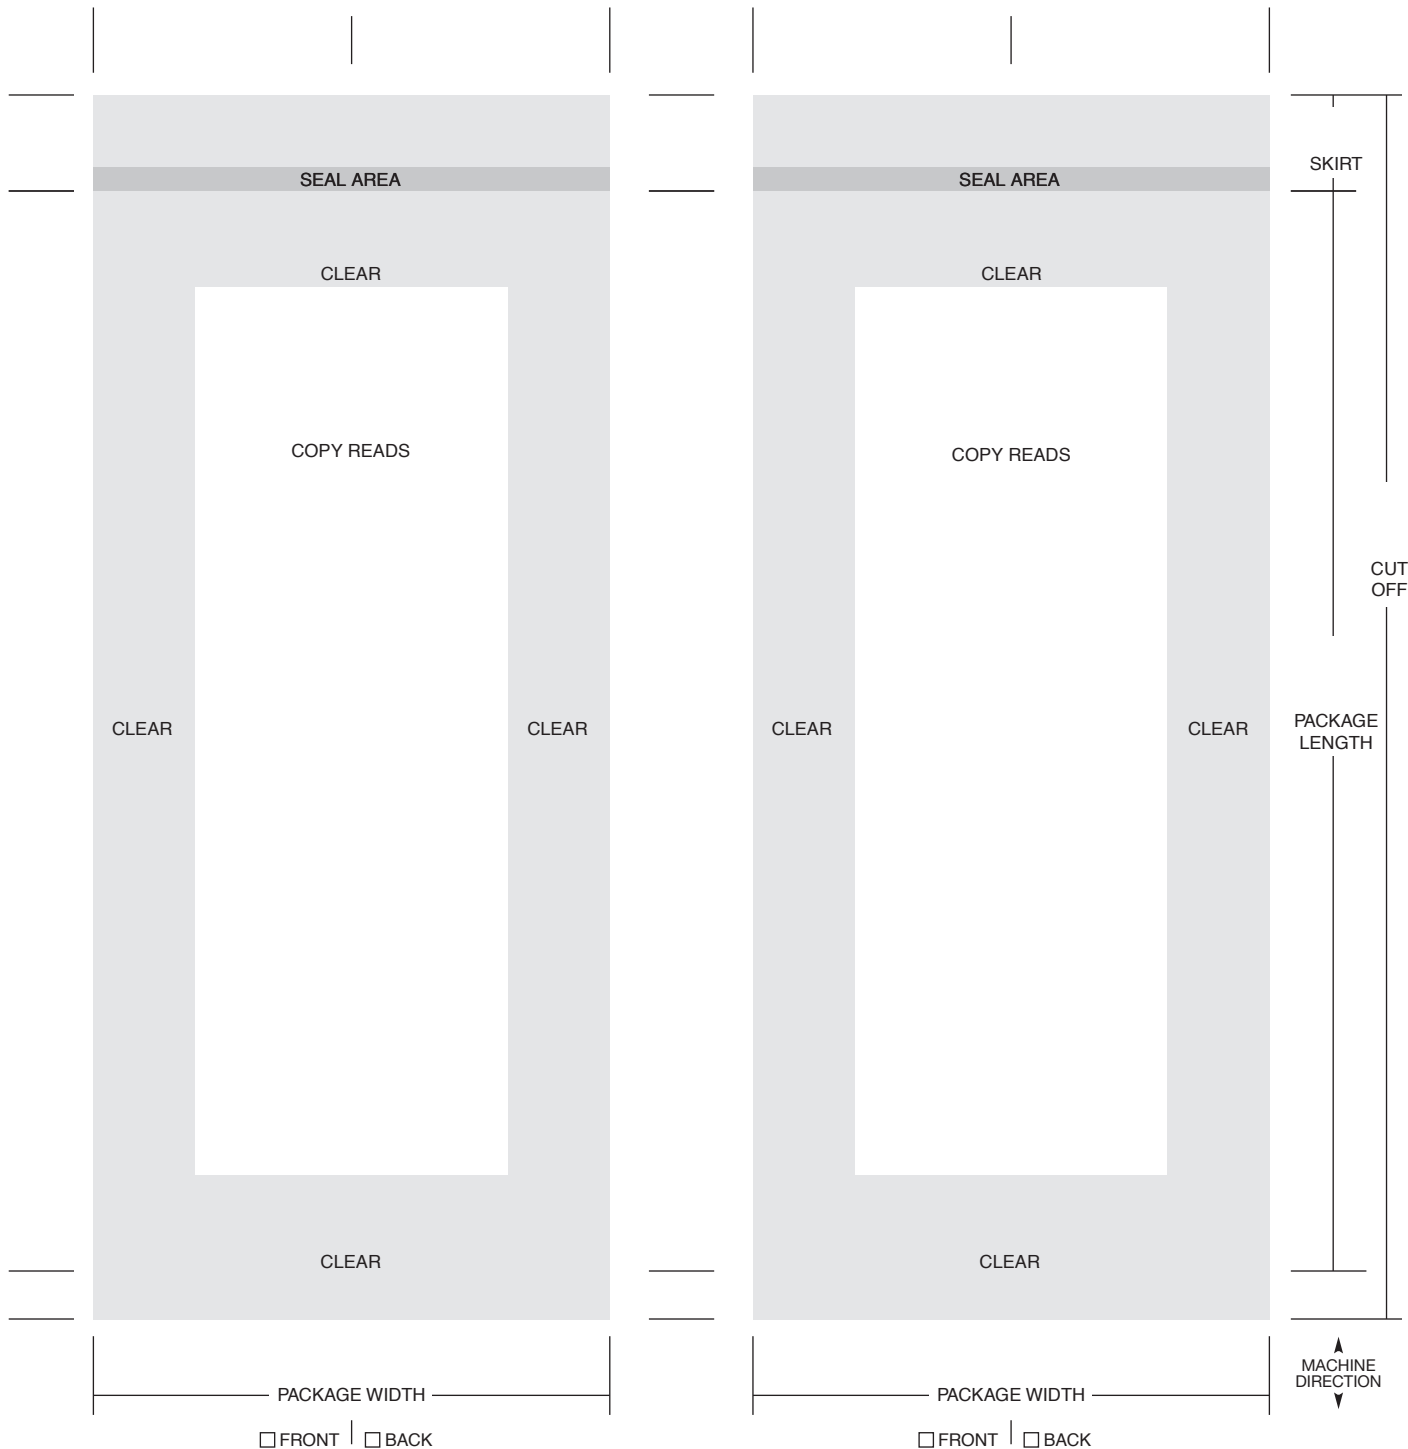 SKIRT
SEAL AREA
SEAL AREA
CLEAR
CLEAR
COPY READS
COPY READS
CUT
OFF
CLEAR
CLEAR
CLEAR
CLEAR
PACKAGE
LENGTH
CLEAR
CLEAR
MACHINE
DIRECTION
PACKAGE WIDTH
PACKAGE WIDTH
FRONT BACK
FRONT BACK